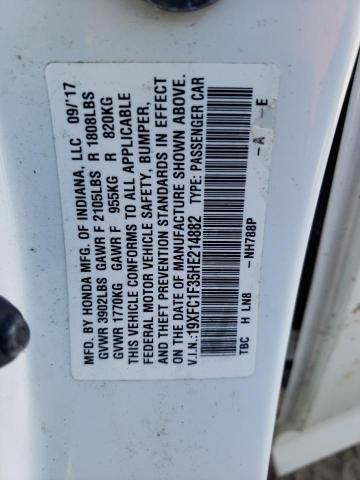 MFD. BY HONDA MFG. OF INDIANA, LLC 09/'17
GVWR 3902LBS GAWR F 2105LBS R 1808LBS
GVWR 1770KG GAWR F 955KG R 820KG
THIS VEHICLE CONFORMS TO ALL APPLICABLE
FEDERAL MOTOR VEHICLE SAFETY, BUMPER,
AND THEFT PREVENTION STANDARDS IN EFFECT
ON THE DATE OF MANUFACTURE SHOWN ABOVE.
V.I.N.:19XFC1F35HE214882 TYPE: PASSENGER CAR
-NH788P -A -E
TBC H LN8